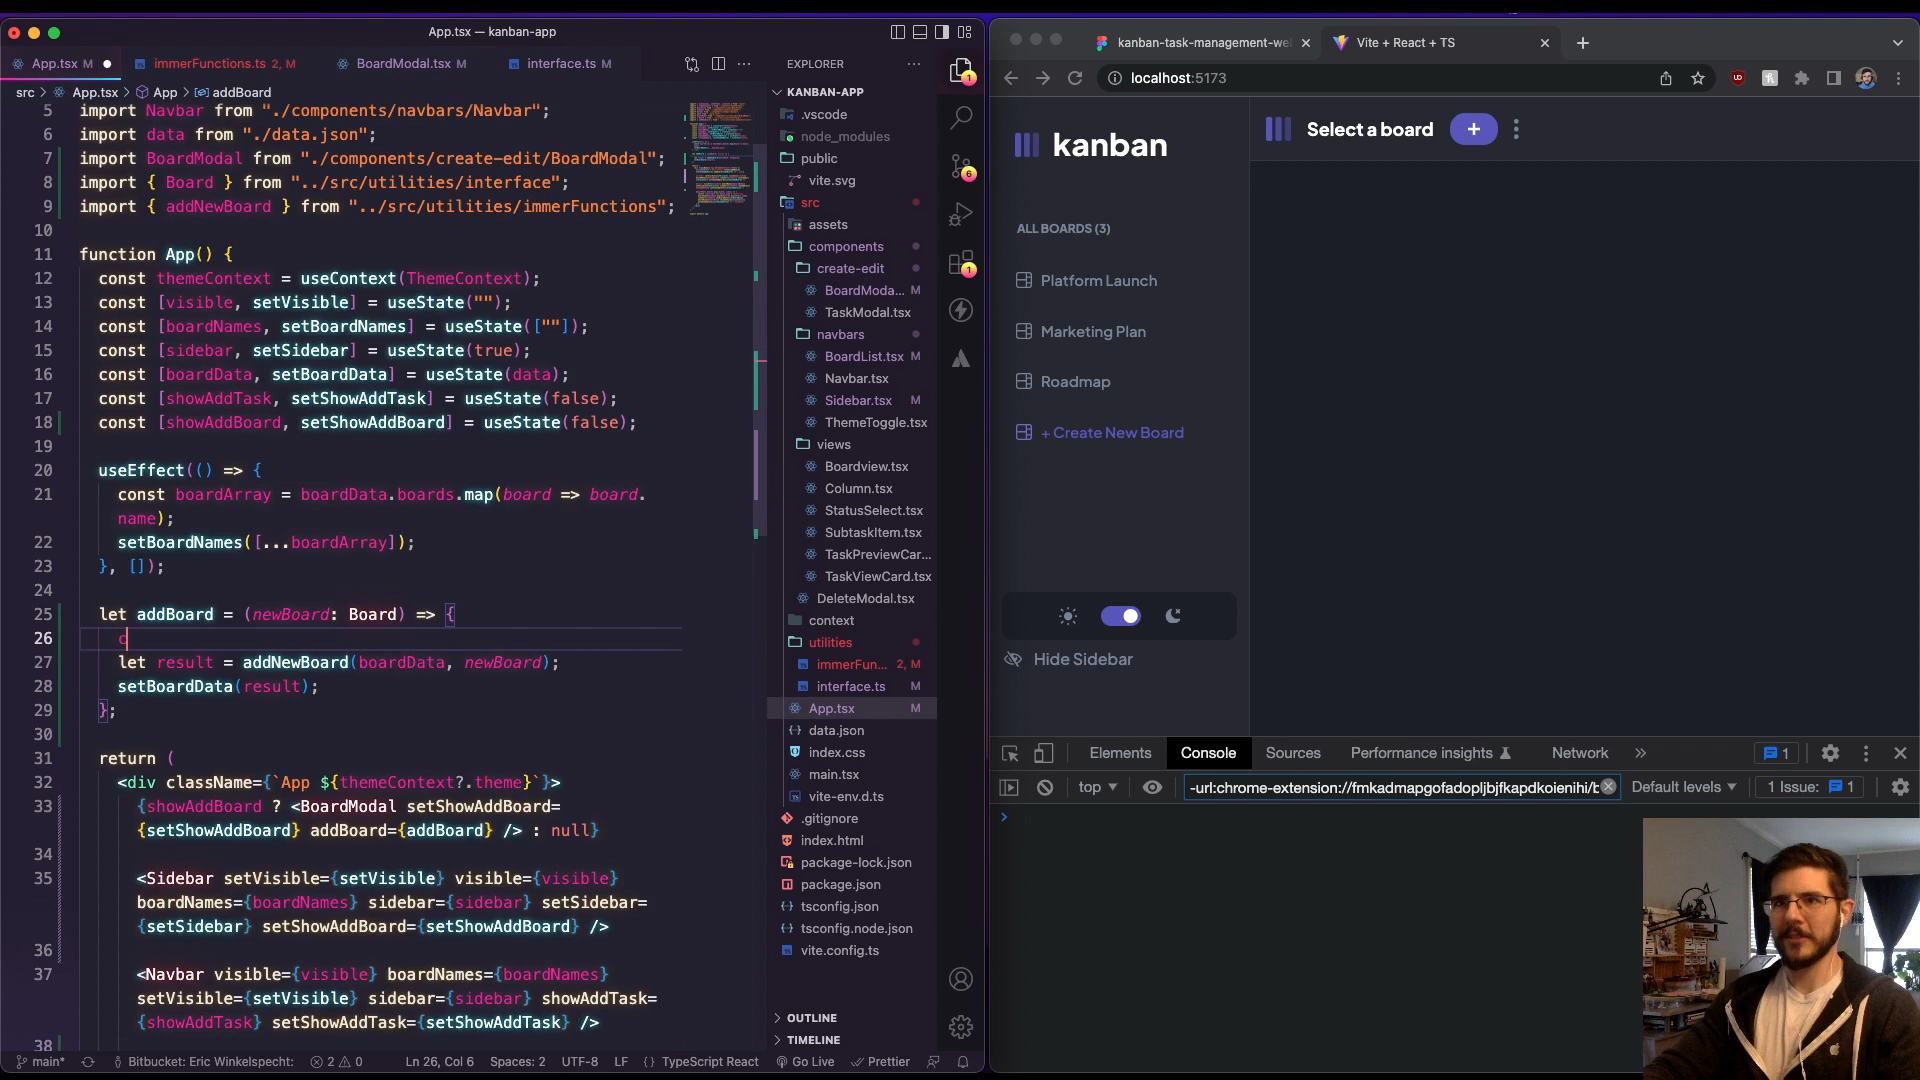 App.tsx — kanban-app
App.tsx M
immerFunctions.ts 2, M
BoardModal.tsx M
interface.ts M
src > App.tsx > App > addBoard
5 import Navbar from "./components/navbars/Navbar";
6 import data from "./data.json";
7 import BoardModal from "./components/create-edit/BoardModal";
8 import { Board } from "../src/utilities/interface";
9 import { addNewBoard } from "../src/utilities/immerFunctions";
10
11 function App() {
12 const themeContext = useContext(ThemeContext);
13 const [visible, setVisible] = useState("");
14 const [boardNames, setBoardNames] = useState([""]);
15 const [sidebar, setSidebar] = useState(true);
16 const [boardData, setBoardData] = useState(data);
17 const [showAddTask, setShowAddTask] = useState(false);
18 const [showAddBoard, setShowAddBoard] = useState(false);
19
20 useEffect(() => {
21 const boardArray = boardData.boards.map(board => board.
name);
22 setBoardNames([...boardArray]);
23 }, []);
24
25 let addBoard = (newBoard: Board) => {
26 c
27 let result = addNewBoard(boardData, newBoard);
28 setBoardData(result);
29 };
30
31 return (
32 <div className={`App ${themeContext?.theme}`}>
33 {showAddBoard ? <BoardModal setShowAddBoard=
{setShowAddBoard} addBoard={addBoard} /> : null}
34
35 <Sidebar setVisible={setVisible} visible={visible}
boardNames={boardNames} sidebar={sidebar} setSidebar=
{setSidebar} setShowAddBoard={setShowAddBoard} />
36
37 <Navbar visible={visible} boardNames={boardNames}
setVisible={setVisible} sidebar={sidebar} showAddTask=
{showAddTask} setShowAddTask={setShowAddTask} />
38
EXPLORER
KANBAN-APP
.vscode
node_modules
public
vite.svg
src
assets
components
create-edit
BoardModa... M
TaskModal.tsx
navbars
BoardList.tsx M
Navbar.tsx
Sidebar.tsx M
ThemeToggle.tsx
views
Boardview.tsx
Column.tsx
StatusSelect.tsx
SubtaskItem.tsx
TaskPreviewCar...
TaskViewCard.tsx
DeleteModal.tsx
context
utilities
immerFun... 2, M
interface.ts M
App.tsx M
data.json
index.css
main.tsx
vite-env.d.ts
.gitignore
index.html
package-lock.json
package.json
tsconfig.json
tsconfig.node.json
vite.config.ts
OUTLINE
TIMELINE
1
6
1
main* Bitbucket: Eric Winkelspecht: 2 0 Ln 26, Col 6 Spaces: 2 UTF-8 LF { } TypeScript React Go Live Prettier
kanban-task-management-we
Vite + React + TS
localhost:5173
kanban
Select a board
+
ALL BOARDS (3)
Platform Launch
Marketing Plan
Roadmap
+ Create New Board
Hide Sidebar
Elements Console Sources Performance insights Network » 1
top -url:chrome-extension://fmkadmapgofadopljbjfkapdkoienihi/b Default levels 1 Issue: 1